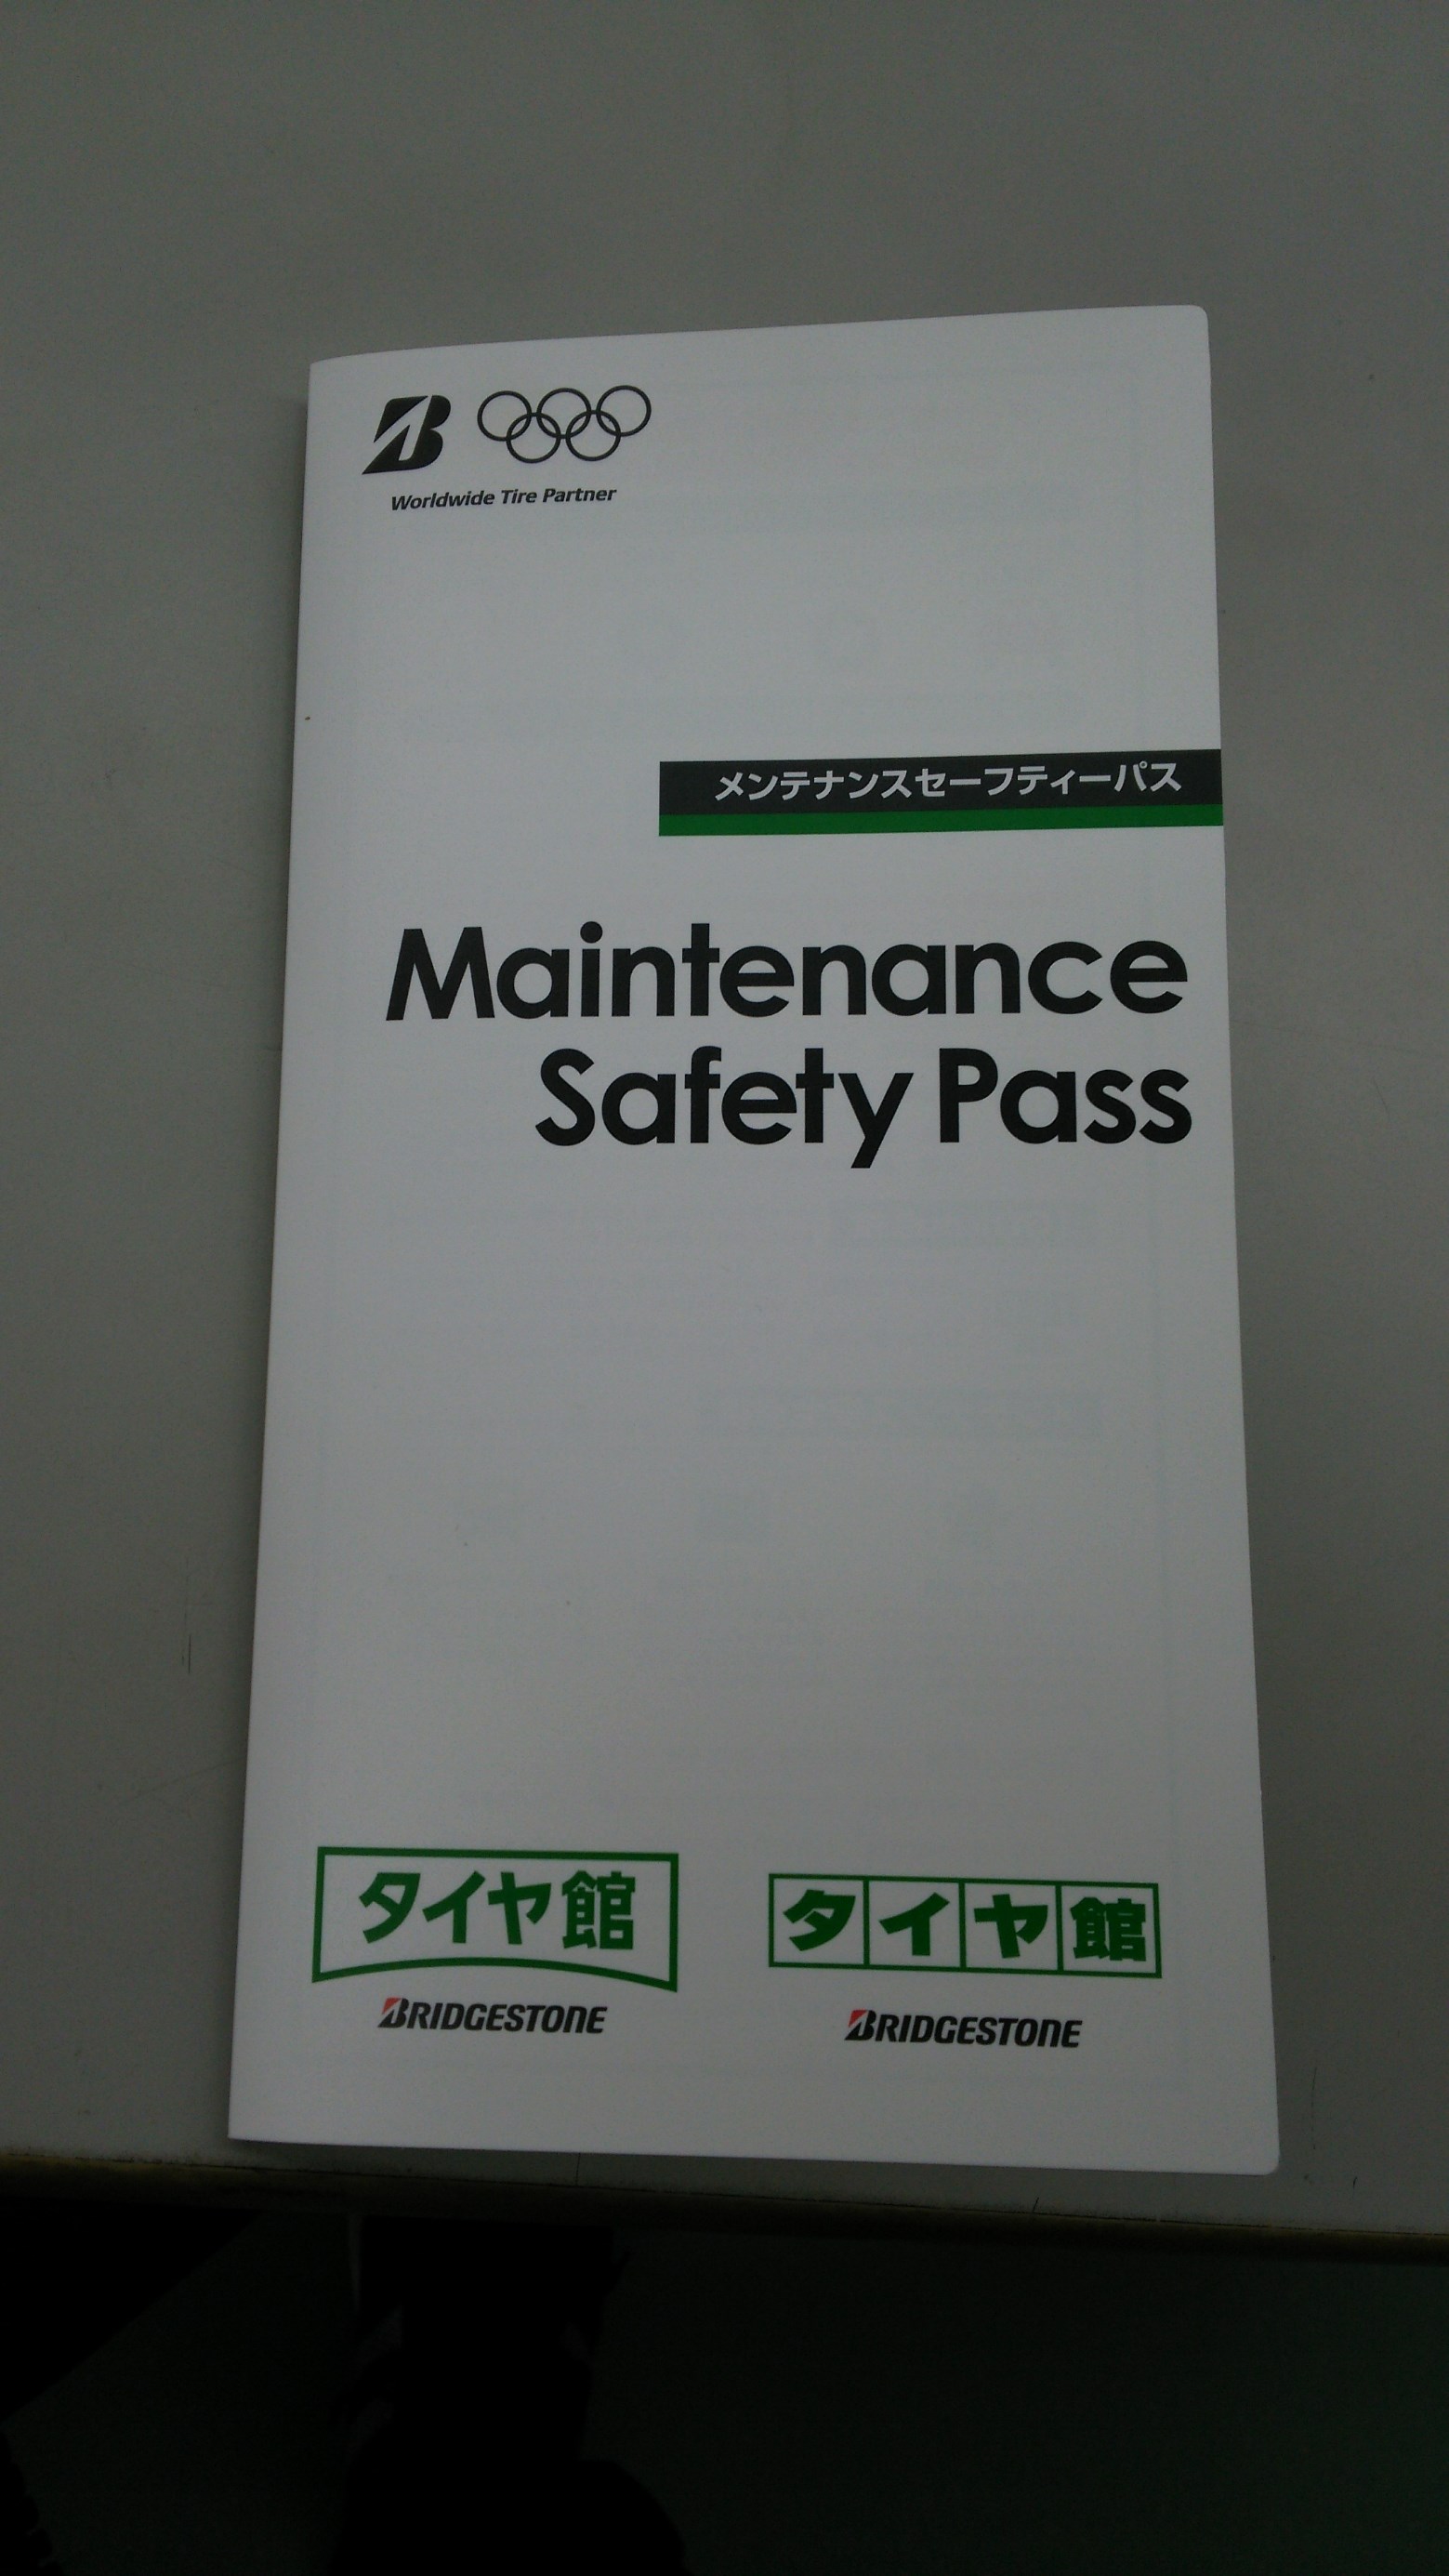 B
Worldwide Tire Partner
メンテナンスセーフティーパス
Maintenance
Safety Pass
タイヤ館
BRIDGESTONE
タイヤ館
BRIDGESTONE